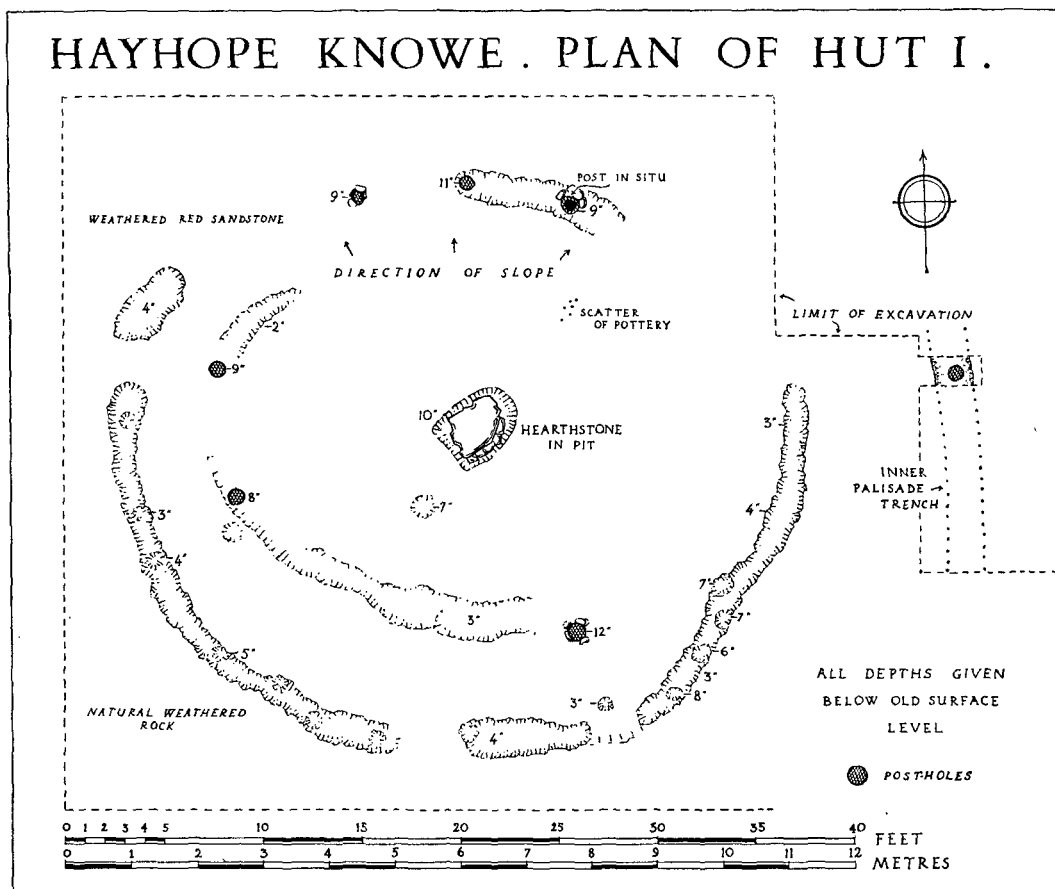 HAYHOPE KNOWE. PLAN OF HUT I.
9"
11"
POST IN SITU
9"
WEATHERED RED SANDSTONE
DIRECTION OF SLOPE
4"
2"
SCATTER
OF POTTERY
LIMIT OF EXCAVATION
9"
10"
HEARTHSTONE
IN PIT
3"
INNER
PALISADE
TRENCH
8"
7"
3"
4"
4"
7"
7"
3"
12"
6"
5"
3"
8"
3"
4"
NATURAL WEATHERED
ROCK
ALL DEPTHS GIVEN
BELOW OLD SURFACE
LEVEL
POST-HOLES
0 1 2 3 4 5 10 15 20 25 30 35 40 FEET
0 1 2 3 4 5 6 7 8 9 10 11 12 METRES